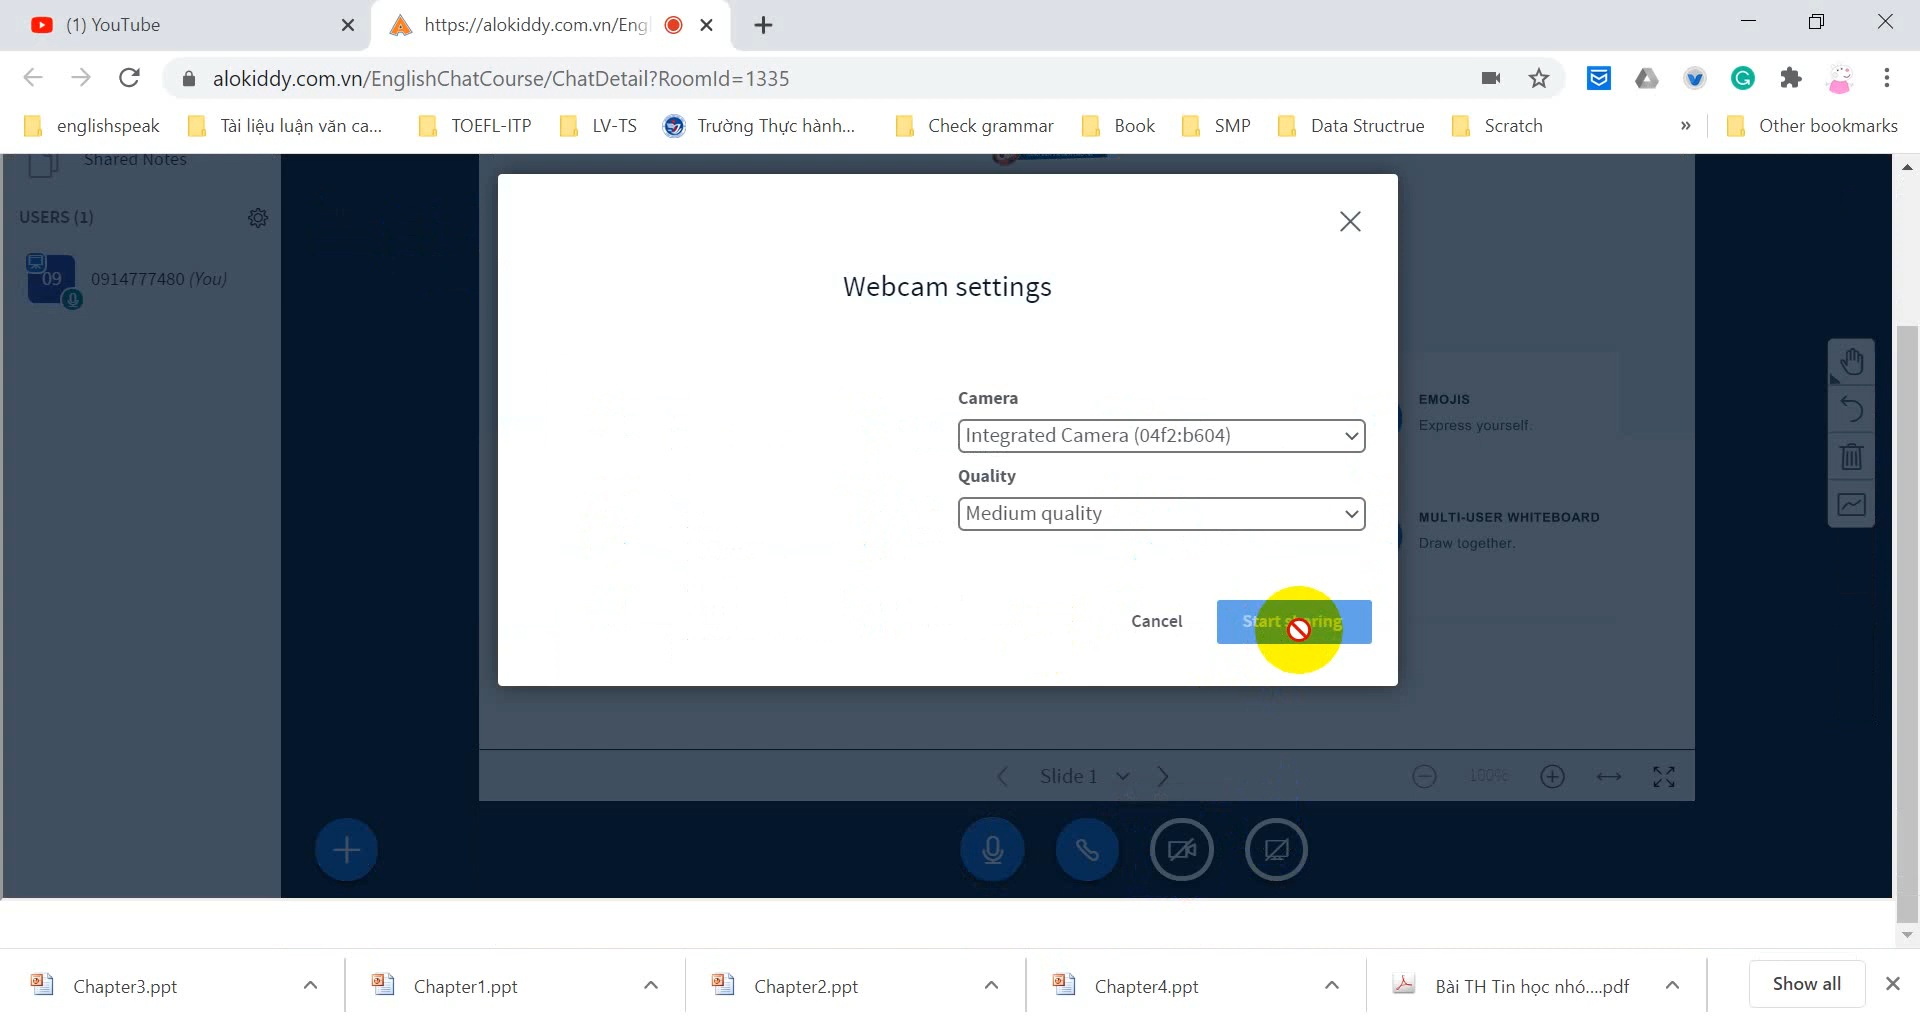 (1) YouTube
https://alokiddy.com.vn/Engl
alokiddy.com.vn/EnglishChatCourse/ChatDetail?RoomId=1335
englishspeak
Tài liệu luận văn ca...
TOEFL-ITP
LV-TS
Trường Thực hành...
Check grammar
Book
SMP
Data Structrue
Scratch
»
Other bookmarks
Shared Notes
USERS (1)
09
0914777480 (You)
Webcam settings
Camera
Integrated Camera (04f2:b604)
Quality
Medium quality
Cancel
Start sharing
EMOJIS
Express yourself.
MULTI-USER WHITEBOARD
Draw together.
Slide 1
100%
Chapter3.ppt
Chapter1.ppt
Chapter2.ppt
Chapter4.ppt
Bài TH Tin học nhó....pdf
Show all